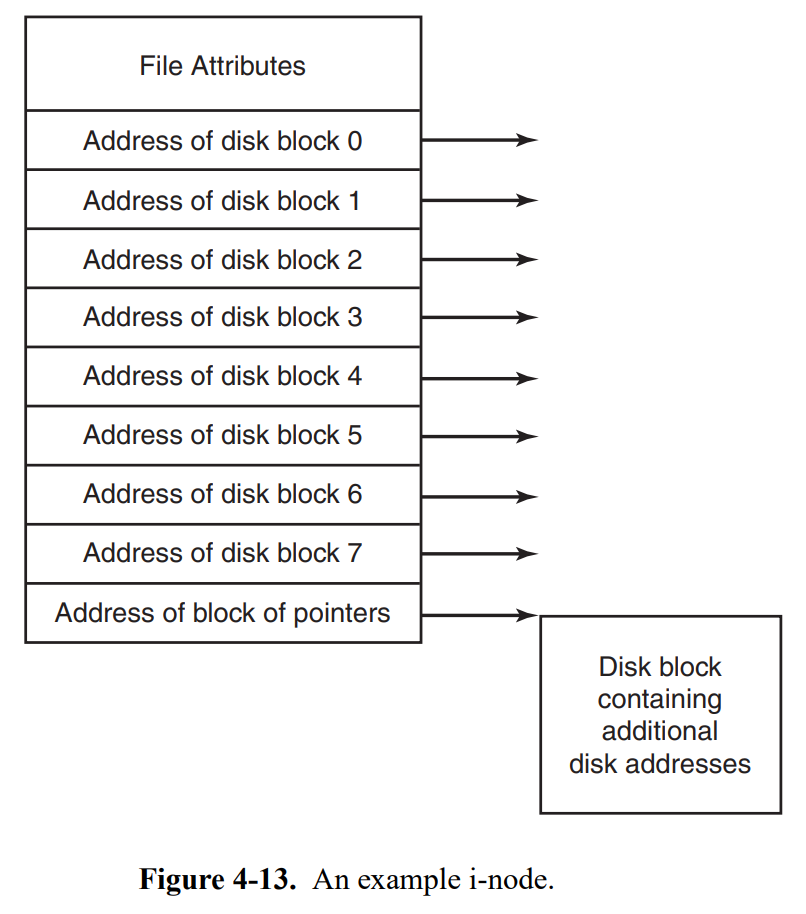 File Attributes
Address of disk block 0
Address of disk block 1
Address of disk block 2
Address of disk block 3
Address of disk block 4
Address of disk block 5
Address of disk block 6
Address of disk block 7
Address of block of pointers
Disk block
containing
additional
disk addresses
Figure 4-13. An example i-node.